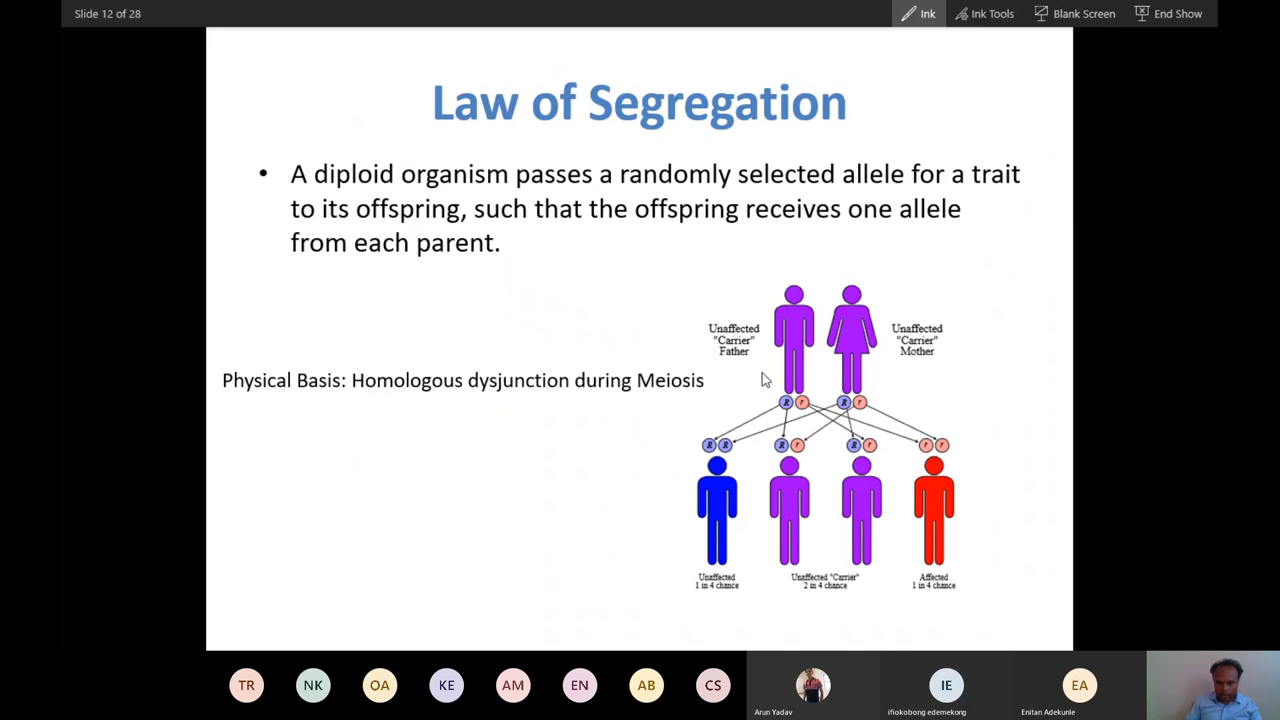 Slide 12 of 28
Ink
Ink Tools
Blank Screen
End Show
Law of Segregation
• A diploid organism passes a randomly selected allele for a trait
to its offspring, such that the offspring receives one allele
from each parent.
Unaffected
"Carrier"
Father
Unaffected
"Carrier"
Mother
Physical Basis: Homologous dysjunction during Meiosis
R r R r
R R R r R r r r
Unaffected
1 in 4 chance
Unaffected "Carrier"
2 in 4 chance
Affected
1 in 4 chance
TR NK OA KE AM EN AB CS IE EA
Arun Yadav
ifiokobong edemekong
Enitan Adekunle